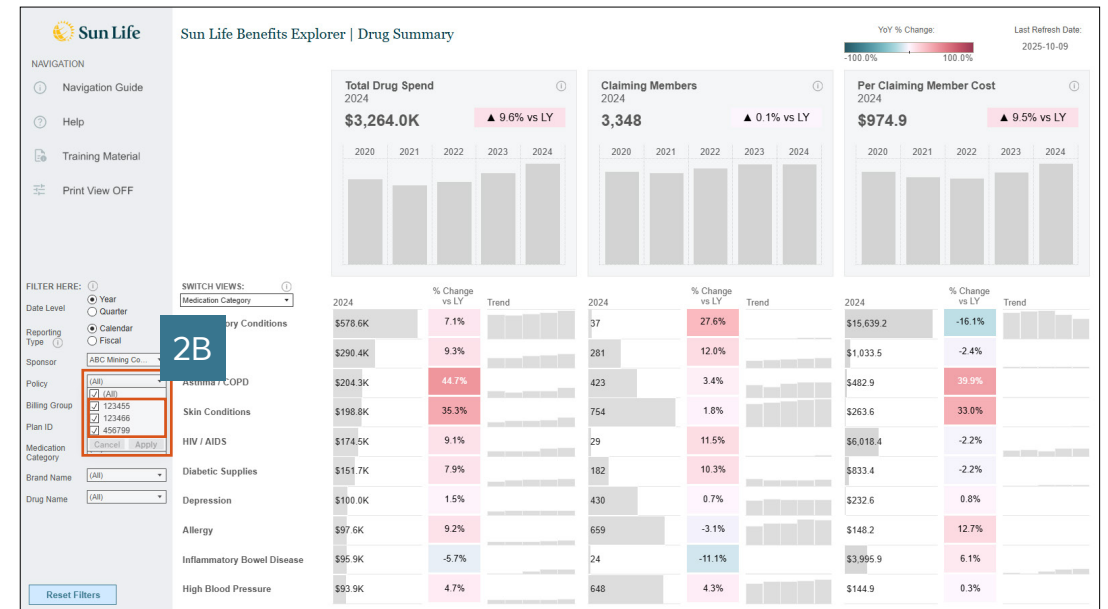 Sun Life
Sun Life Benefits Explorer | Drug Summary
YoY % Change:
-100.0% 100.0%
Last Refresh Date:
2025-10-09
NAVIGATION
Navigation Guide
Help
Training Material
Print View OFF
Total Drug Spend
2024
$3,264.0K ▲ 9.6% vs LY
2020 2021 2022 2023 2024
Claiming Members
2024
3,348 ▲ 0.1% vs LY
2020 2021 2022 2023 2024
Per Claiming Member Cost
2024
$974.9 ▲ 9.5% vs LY
2020 2021 2022 2023 2024
FILTER HERE:
Date Level
Year
Quarter
Reporting Type
Calendar
Fiscal
Sponsor ABC Mining Co...
Policy (All)
(All)
123455
123466
456799
Cancel Apply
Billing Group
Plan ID
Medication
Category
Brand Name (All)
Drug Name (All)
Reset Filters
2B
SWITCH VIEWS:
Medication Category
2024 % Change vs LY Trend 2024 % Change vs LY Trend 2024 % Change vs LY Trend
ory Conditions $578.6K 7.1% 37 27.6% $15,639.2 -16.1%
$290.4K 9.3% 281 12.0% $1,033.5 -2.4%
Asthma / COPD $204.3K 44.7% 423 3.4% $482.9 39.9%
Skin Conditions $198.8K 35.3% 754 1.8% $263.6 33.0%
HIV / AIDS $174.5K 9.1% 29 11.5% $6,018.4 -2.2%
Diabetic Supplies $151.7K 7.9% 182 10.3% $833.4 -2.2%
Depression $100.0K 1.5% 430 0.7% $232.6 0.8%
Allergy $97.6K 9.2% 659 -3.1% $148.2 12.7%
Inflammatory Bowel Disease $95.9K -5.7% 24 -11.1% $3,995.9 6.1%
High Blood Pressure $93.9K 4.7% 648 4.3% $144.9 0.3%